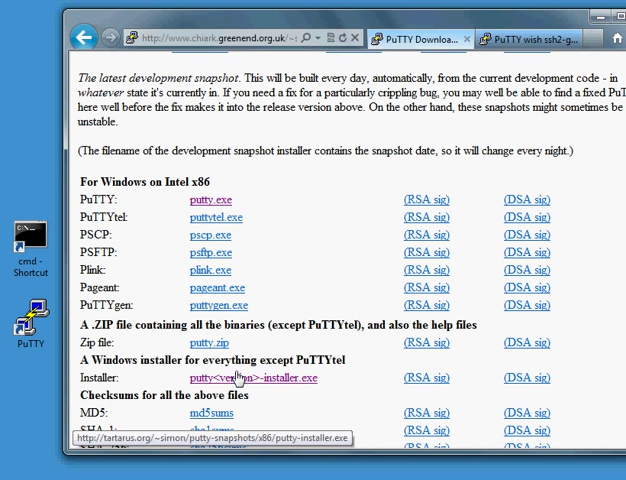 http://www.chiark.greenend.org.uk/~s
PuTTY Downloa...
PuTTY wish ssh2-g...
The latest development snapshot. This will be built every day, automatically, from the current development code - in
whatever state it's currently in. If you need a fix for a particularly crippling bug, you may well be able to find a fixed PuT
here well before the fix makes it into the release version above. On the other hand, these snapshots might sometimes be
unstable.
(The filename of the development snapshot installer contains the snapshot date, so it will change every night.)
For Windows on Intel x86
PuTTY: putty.exe (RSA sig) (DSA sig)
PuTTYtel: puttytel.exe (RSA sig) (DSA sig)
PSCP: pscp.exe (RSA sig) (DSA sig)
PSFTP: psftp.exe (RSA sig) (DSA sig)
Plink: plink.exe (RSA sig) (DSA sig)
Pageant: pageant.exe (RSA sig) (DSA sig)
PuTTYgen: puttygen.exe (RSA sig) (DSA sig)
A .ZIP file containing all the binaries (except PuTTYtel), and also the help files
Zip file: putty.zip (RSA sig) (DSA sig)
A Windows installer for everything except PuTTYtel
Installer: putty<version>-installer.exe (RSA sig) (DSA sig)
Checksums for all the above files
MD5: md5sums (RSA sig) (DSA sig)
SHA-1: sha1sums (RSA sig) (DSA sig)
http://tartarus.org/~simon/putty-snapshots/x86/putty-installer.exe
C:\_
cmd -
Shortcut
PuTTY